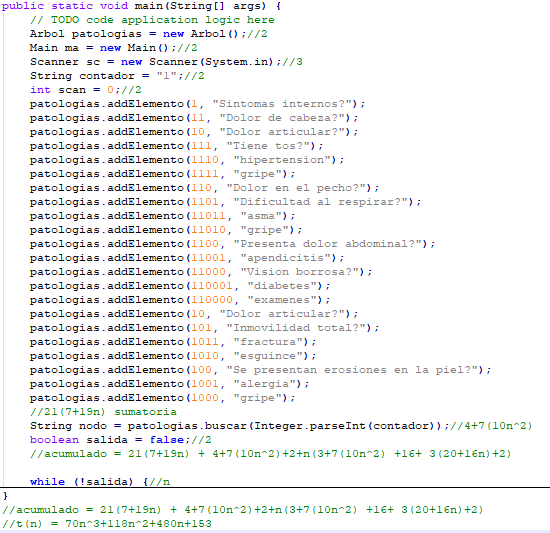 public static void main(String[] args) {
// TODO code application logic here
Arbol patologias = new Arbol();//2
Main ma = new Main();//2
Scanner sc = new Scanner(System.in);//3
String contador = "1";//2
int scan = 0;//2
patologias.addElemento(1, "Sintomas internos?");
patologias.addElemento(11, "Dolor de cabeza?");
patologias.addElemento(10, "Dolor articular?");
patologias.addElemento(111, "Tiene tos?");
patologias.addElemento(1110, "hipertension");
patologias.addElemento(1111, "gripe");
patologias.addElemento(110, "Dolor en el pecho?");
patologias.addElemento(1101, "Dificultad al respirar?");
patologias.addElemento(11011, "asma");
patologias.addElemento(11010, "gripe");
patologias.addElemento(1100, "Presenta dolor abdominal?");
patologias.addElemento(11001, "apendicitis");
patologias.addElemento(11000, "Vision borrosa?");
patologias.addElemento(110001, "diabetes");
patologias.addElemento(110000, "examenes");
patologias.addElemento(10, "Dolor articular?");
patologias.addElemento(101, "Inmovilidad total?");
patologias.addElemento(1011, "fractura");
patologias.addElemento(1010, "esguince");
patologias.addElemento(100, "Se presentan erosiones en la piel?");
patologias.addElemento(1001, "alergia");
patologias.addElemento(1000, "gripe");
//21(7+19n) sumatoria
String nodo = patologias.buscar(Integer.parseInt(contador));//4+7(10n^2)
boolean salida = false;//2
//acumulado = 21(7+19n) + 4+7(10n^2)+2+n(3+7(10n^2) +16+ 3(20+16n)+2)
while (!salida) {//n
}
//acumulado = 21(7+19n) + 4+7(10n^2)+2+n(3+7(10n^2) +16+ 3(20+16n)+2)
//t(n) = 70n^3+118n^2+480n+153